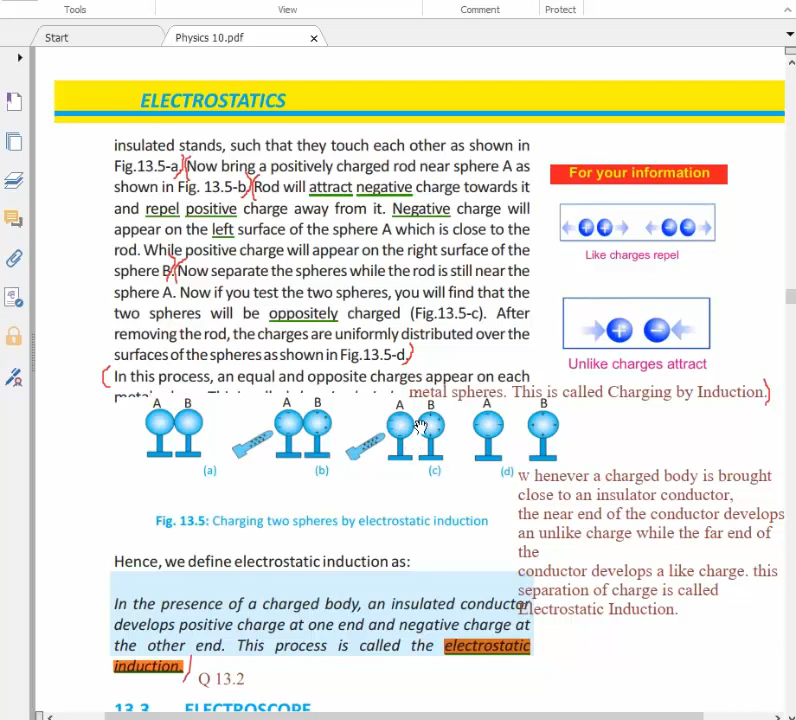 Tools View Comment Protect
Start Physics 10.pdf x
ELECTROSTATICS
insulated stands, such that they touch each other as shown in
Fig.13.5-a. Now bring a positively charged rod near sphere A as
shown in Fig. 13.5-b. Rod will attract negative charge towards it
and repel positive charge away from it. Negative charge will
appear on the left surface of the sphere A which is close to the
rod. While positive charge will appear on the right surface of the
sphere B. Now separate the spheres while the rod is still near the
sphere A. Now if you test the two spheres, you will find that the
two spheres will be oppositely charged (Fig.13.5-c). After
removing the rod, the charges are uniformly distributed over the
surfaces of the spheres as shown in Fig.13.5-d.
In this process, an equal and opposite charges appear on each
metal spheres. This is called Charging by Induction.
For your information
Like charges repel
Unlike charges attract
A B A B A B A B
(a) (b) (c) (d)
Fig. 13.5: Charging two spheres by electrostatic induction
W henever a charged body is brought
close to an insulator conductor,
the near end of the conductor develops
an unlike charge while the far end of
the
conductor develops a like charge. this
separation of charge is called
Electrostatic Induction.
Hence, we define electrostatic induction as:
In the presence of a charged body, an insulated conductor
develops positive charge at one end and negative charge at
the other end. This process is called the electrostatic
induction.
Q 13.2
13.3 ELECTROSCOPE